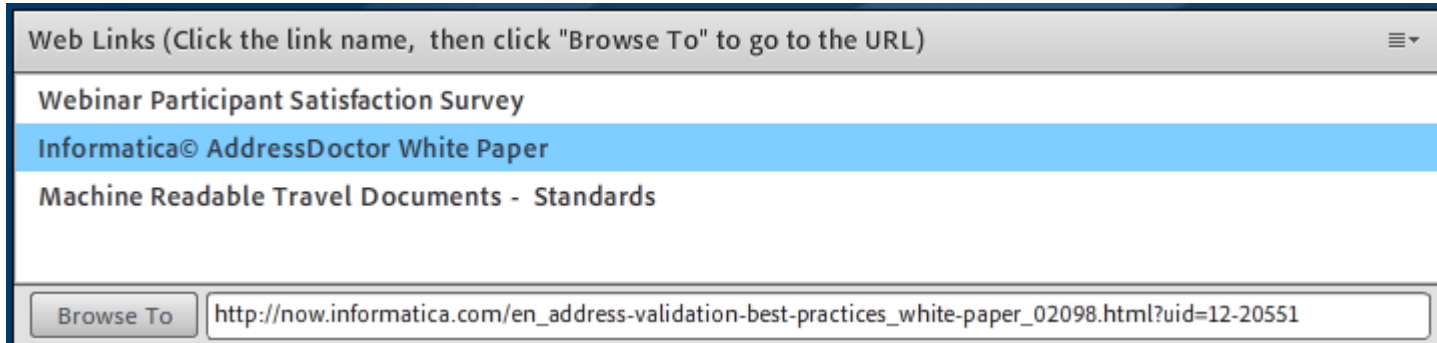 Web Links (Click the link name, then click "Browse To" to go to the URL)
Webinar Participant Satisfaction Survey
Informatica© AddressDoctor White Paper
Machine Readable Travel Documents - Standards
Browse To http://now.informatica.com/en_address-validation-best-practices_white-paper_02098.html?uid=12-20551